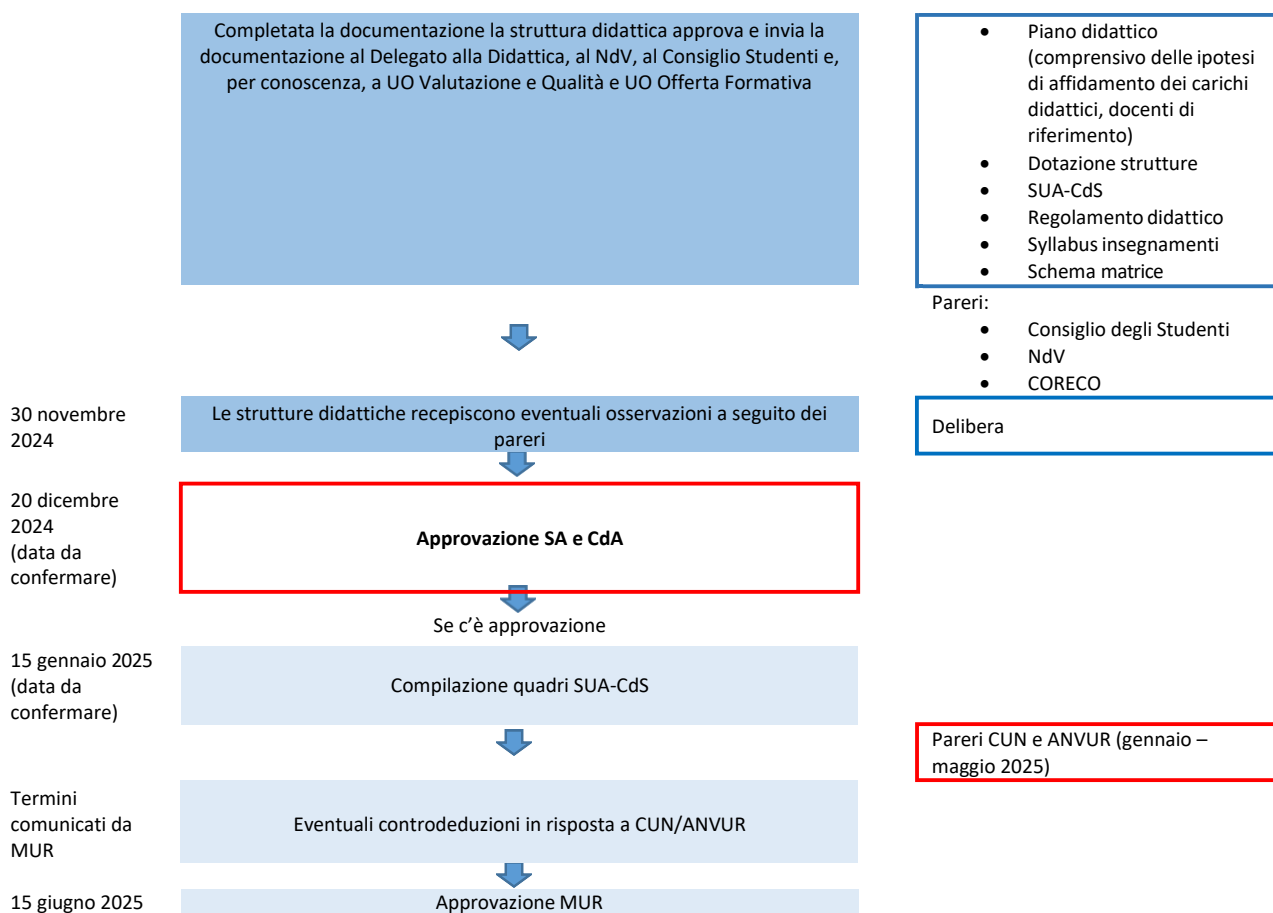 Completata la documentazione la struttura didattica approva e invia la
documentazione al Delegato alla Didattica, al NdV, al Consiglio Studenti e,
per conoscenza, a UO Valutazione e Qualità e UO Offerta Formativa
• Piano didattico
(comprensivo delle ipotesi
di affidamento dei carichi
didattici, docenti di
riferimento)
• Dotazione strutture
• SUA-CdS
• Regolamento didattico
• Syllabus insegnamenti
• Schema matrice
Pareri:
• Consiglio degli Studenti
• NdV
• CORECO
30 novembre
2024
Le strutture didattiche recepiscono eventuali osservazioni a seguito dei
pareri
Delibera
20 dicembre
2024
(data da
confermare)
Approvazione SA e CdA
Se c’è approvazione
15 gennaio 2025
(data da
confermare)
Compilazione quadri SUA-CdS
Pareri CUN e ANVUR (gennaio –
maggio 2025)
Termini
comunicati da
MUR
Eventuali controdeduzioni in risposta a CUN/ANVUR
15 giugno 2025
Approvazione MUR